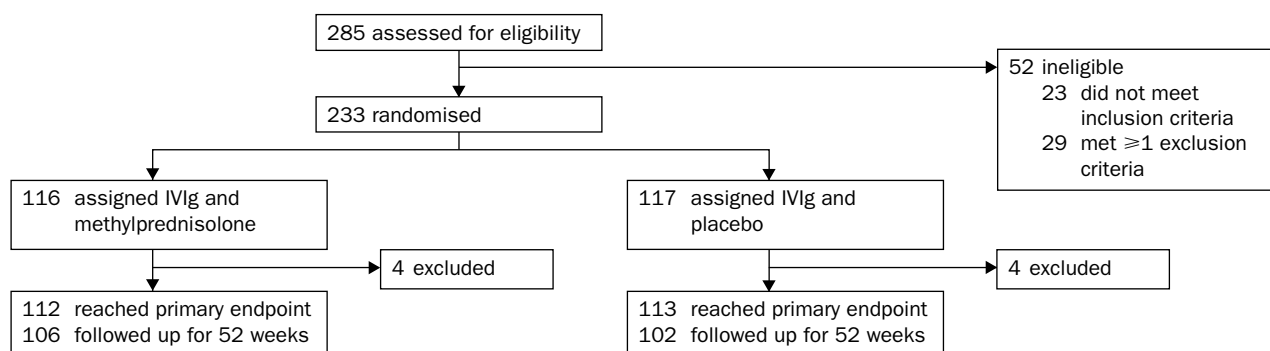 285 assessed for eligibility
52 ineligible
23 did not meet
inclusion criteria
29 met ⩾1 exclusion
criteria
233 randomised
116 assigned IVIg and
methylprednisolone
117 assigned IVIg and
placebo
4 excluded
4 excluded
112 reached primary endpoint
106 followed up for 52 weeks
113 reached primary endpoint
102 followed up for 52 weeks